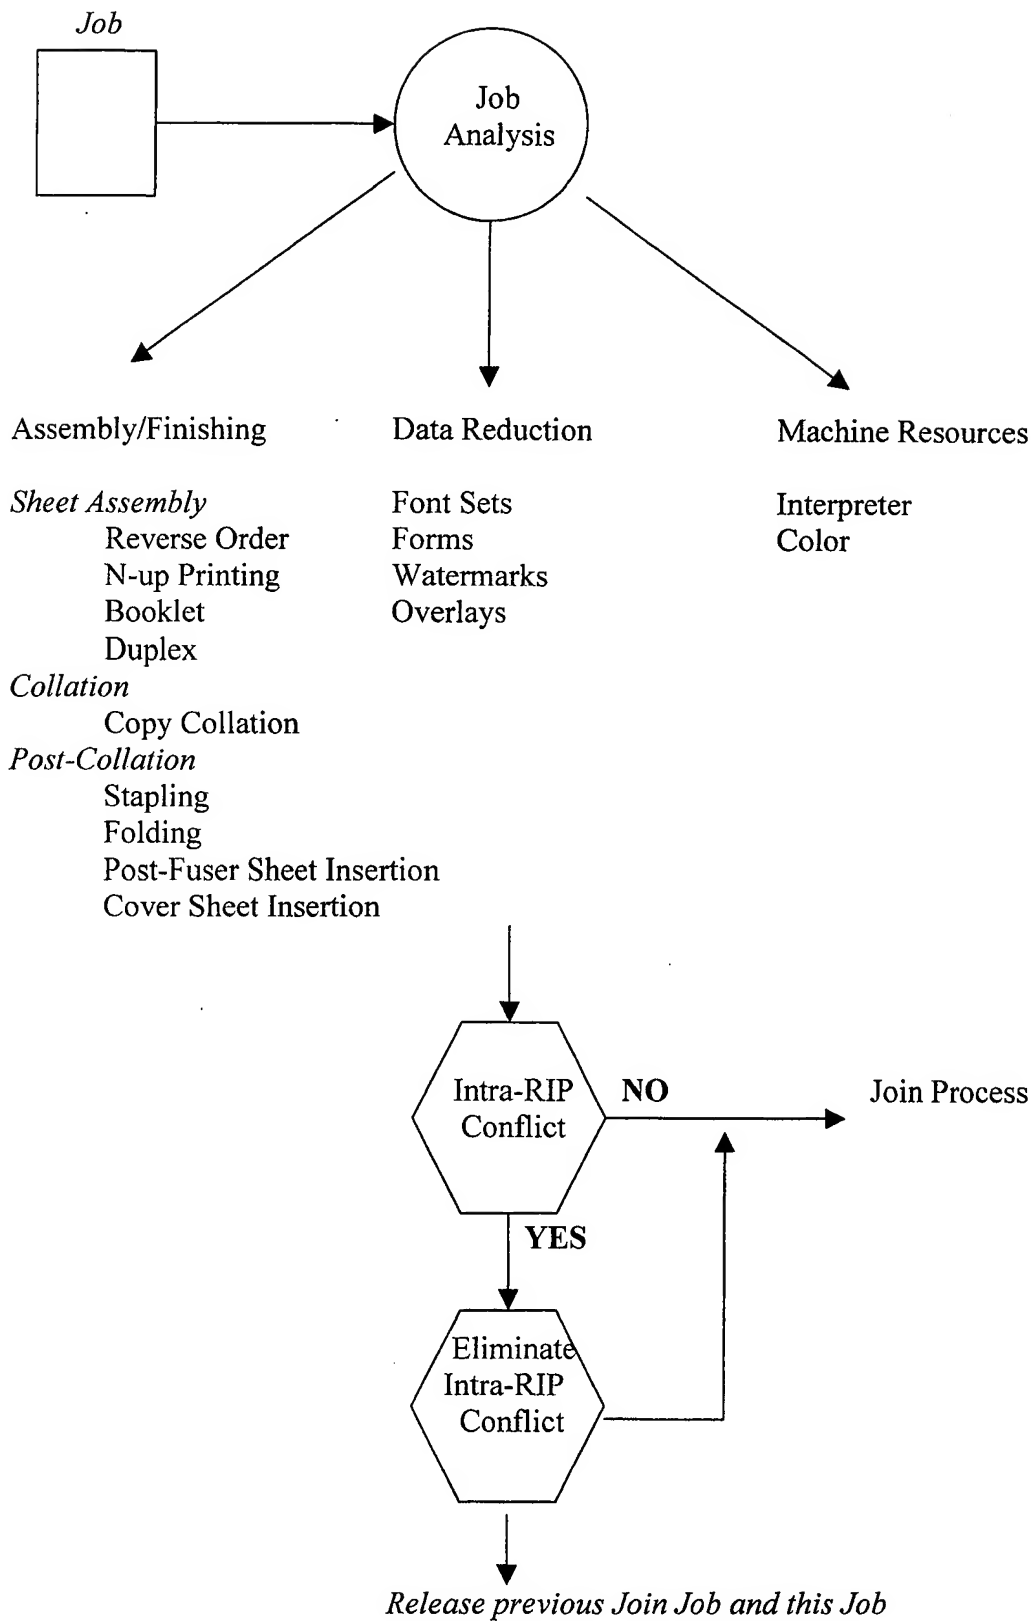 Job
Job
Analysis
Assembly/Finishing
Data Reduction
Machine Resources
Sheet Assembly
Reverse Order
N-up Printing
Booklet
Duplex
Collation
Copy Collation
Post-Collation
Stapling
Folding
Post-Fuser Sheet Insertion
Cover Sheet Insertion
Font Sets
Forms
Watermarks
Overlays
Interpreter
Color
Intra-RIP
Conflict
NO
Join Process
YES
Eliminate
Intra-RIP
Conflict
Release previous Join Job and this Job